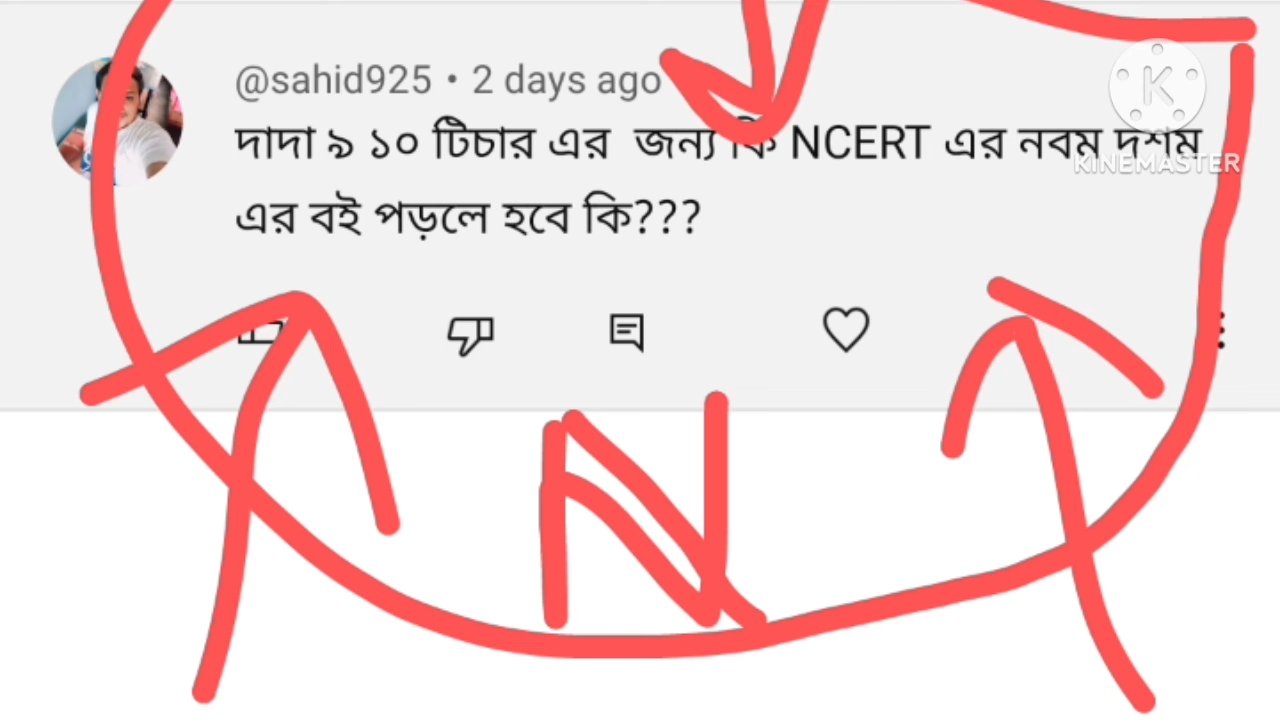 @sahid925 • 2 days ago
দাদা ৯ ১০ টিচার এর জন্য কি NCERT এর নবম দশম
KINEMASTER
এর বই পড়লে হবে কি???
N